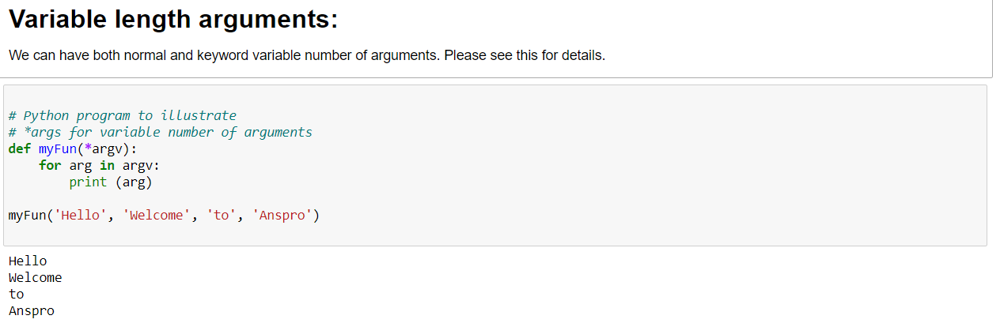 Variable length arguments:
We can have both normal and keyword variable number of arguments. Please see this for details.
# Python program to illustrate
# *args for variable number of arguments
def myFun(*argv):
    for arg in argv:
        print (arg)
myFun('Hello', 'Welcome', 'to', 'Anspro')
Hello
Welcome
to
Anspro